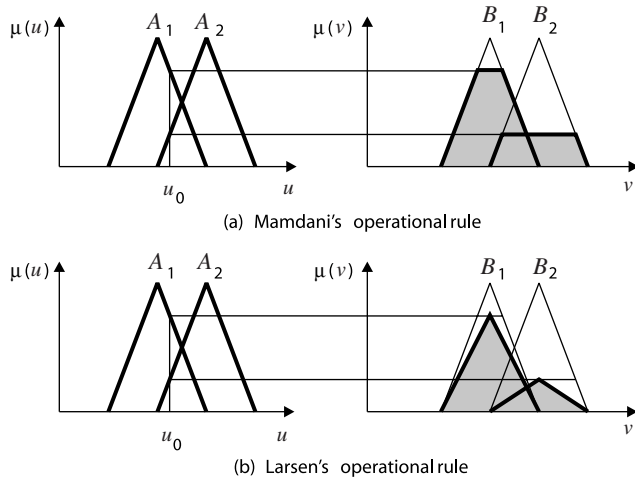 μ(u) A1 A2 μ(v) B1 B2
u0 u v
(a) Mamdani's operational rule
μ(u) A1 A2 μ(v) B1 B2
u0 u v
(b) Larsen's operational rule